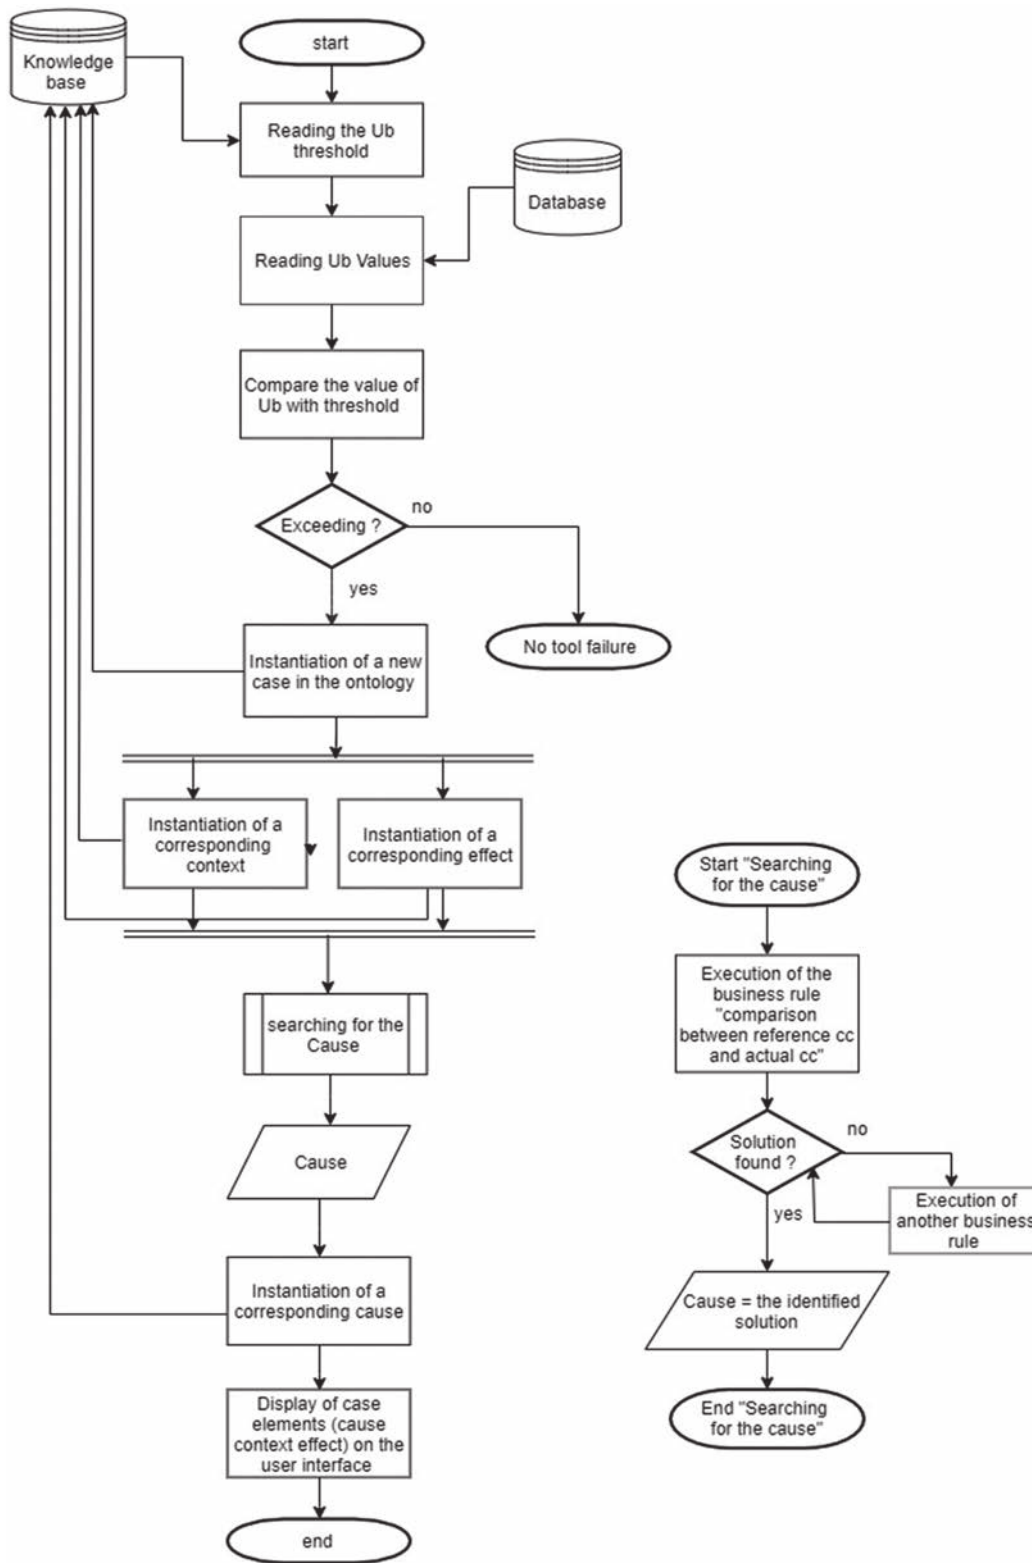 Knowledge
base
start
Reading the Ub
threshold
Database
Reading Ub Values
Compare the value of
Ub with threshold
Exceeding ?
no
yes
No tool failure
Instantiation of a new
case in the ontology
Instantiation of a
corresponding
context
Instantiation of a
corresponding effect
searching for the
Cause
Cause
Instantiation of a
corresponding cause
Display of case
elements (cause
context effect) on the
user interface
end
Start "Searching
for the cause"
Execution of the
business rule
"comparison
between reference cc
and actual cc"
Solution
found ?
no
yes
Execution of
another business
rule
Cause = the identified
solution
End "Searching
for the cause"